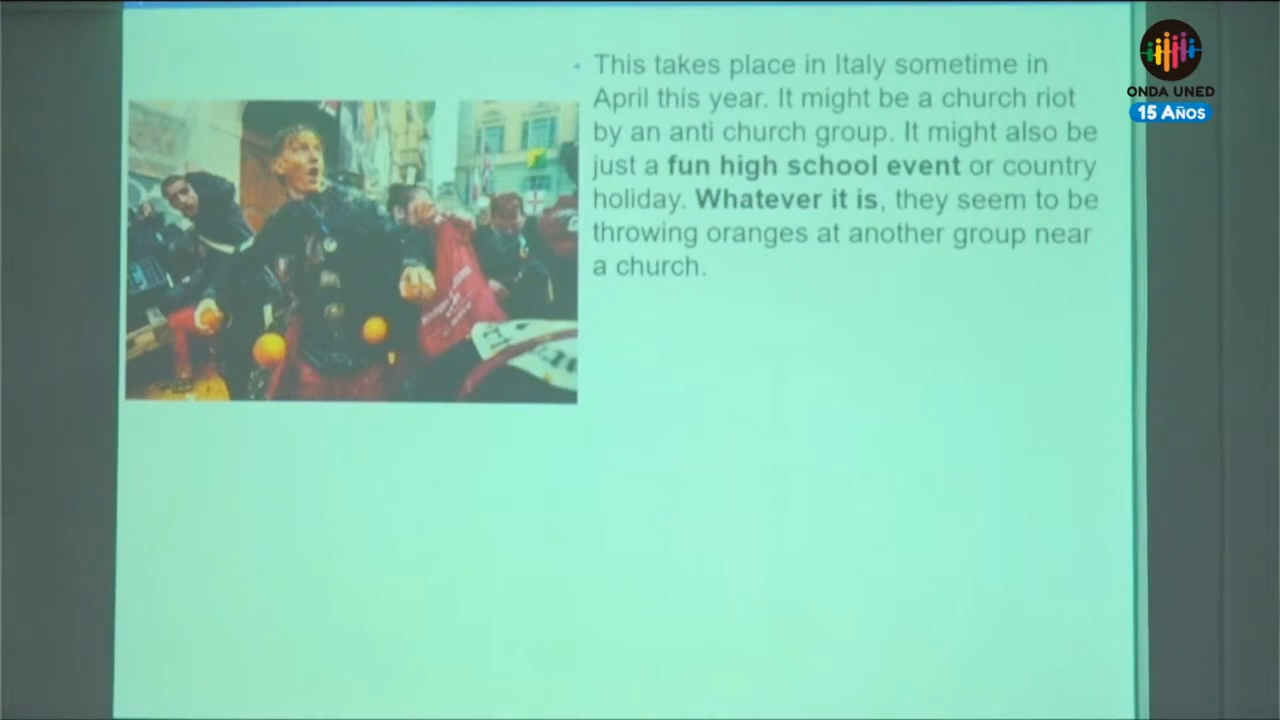 This takes place in Italy sometime in
April this year. It might be a church riot
by an anti church group. It might also be
just a fun high school event or country
holiday. Whatever it is, they seem to be
throwing oranges at another group near
a church.
ONDA UNED
15 AÑOS